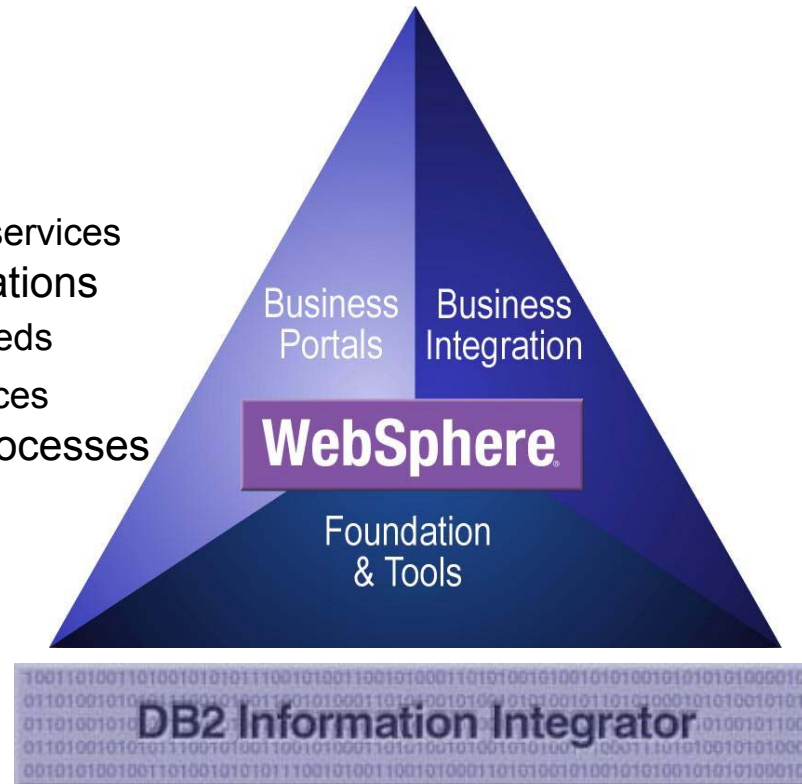 services
ations
eds
ces
ocesses
Business
Portals
Business
Integration
WebSphere®
Foundation
& Tools
DB2 Information Integrator